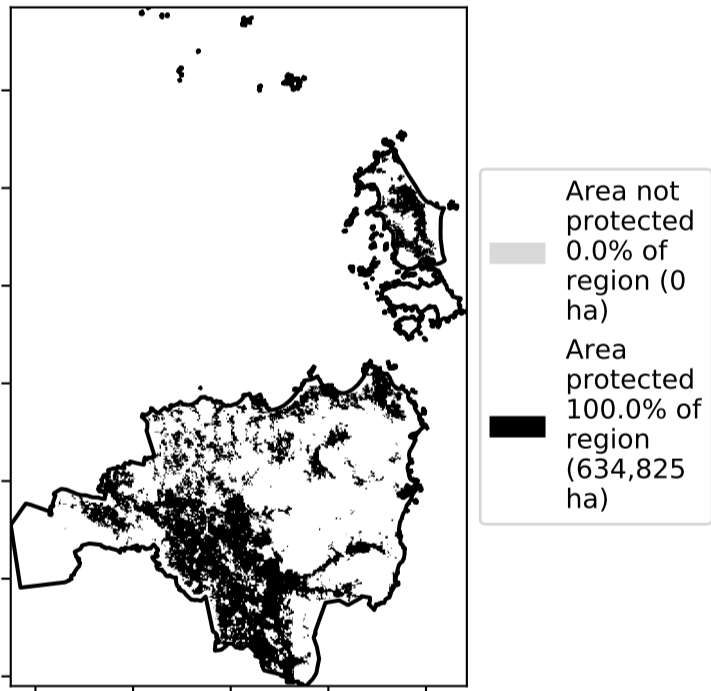 Area not
protected
0.0% of
region (0
ha)
Area
protected
100.0% of
region
(634,825
ha)